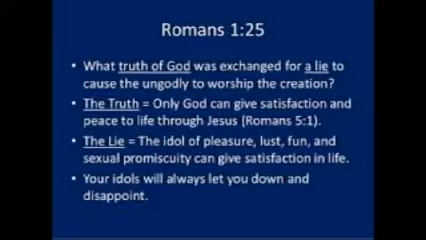 Romans 1:25
• What truth of God was exchanged for a lie to
cause the ungodly to worship the creation?
• The Truth = Only God can give satisfaction and
peace to life through Jesus (Romans 5:1).
• The Lie = The idol of pleasure, lust, fun, and
sexual promiscuity can give satisfaction in life.
• Your idols will always let you down and
disappoint.